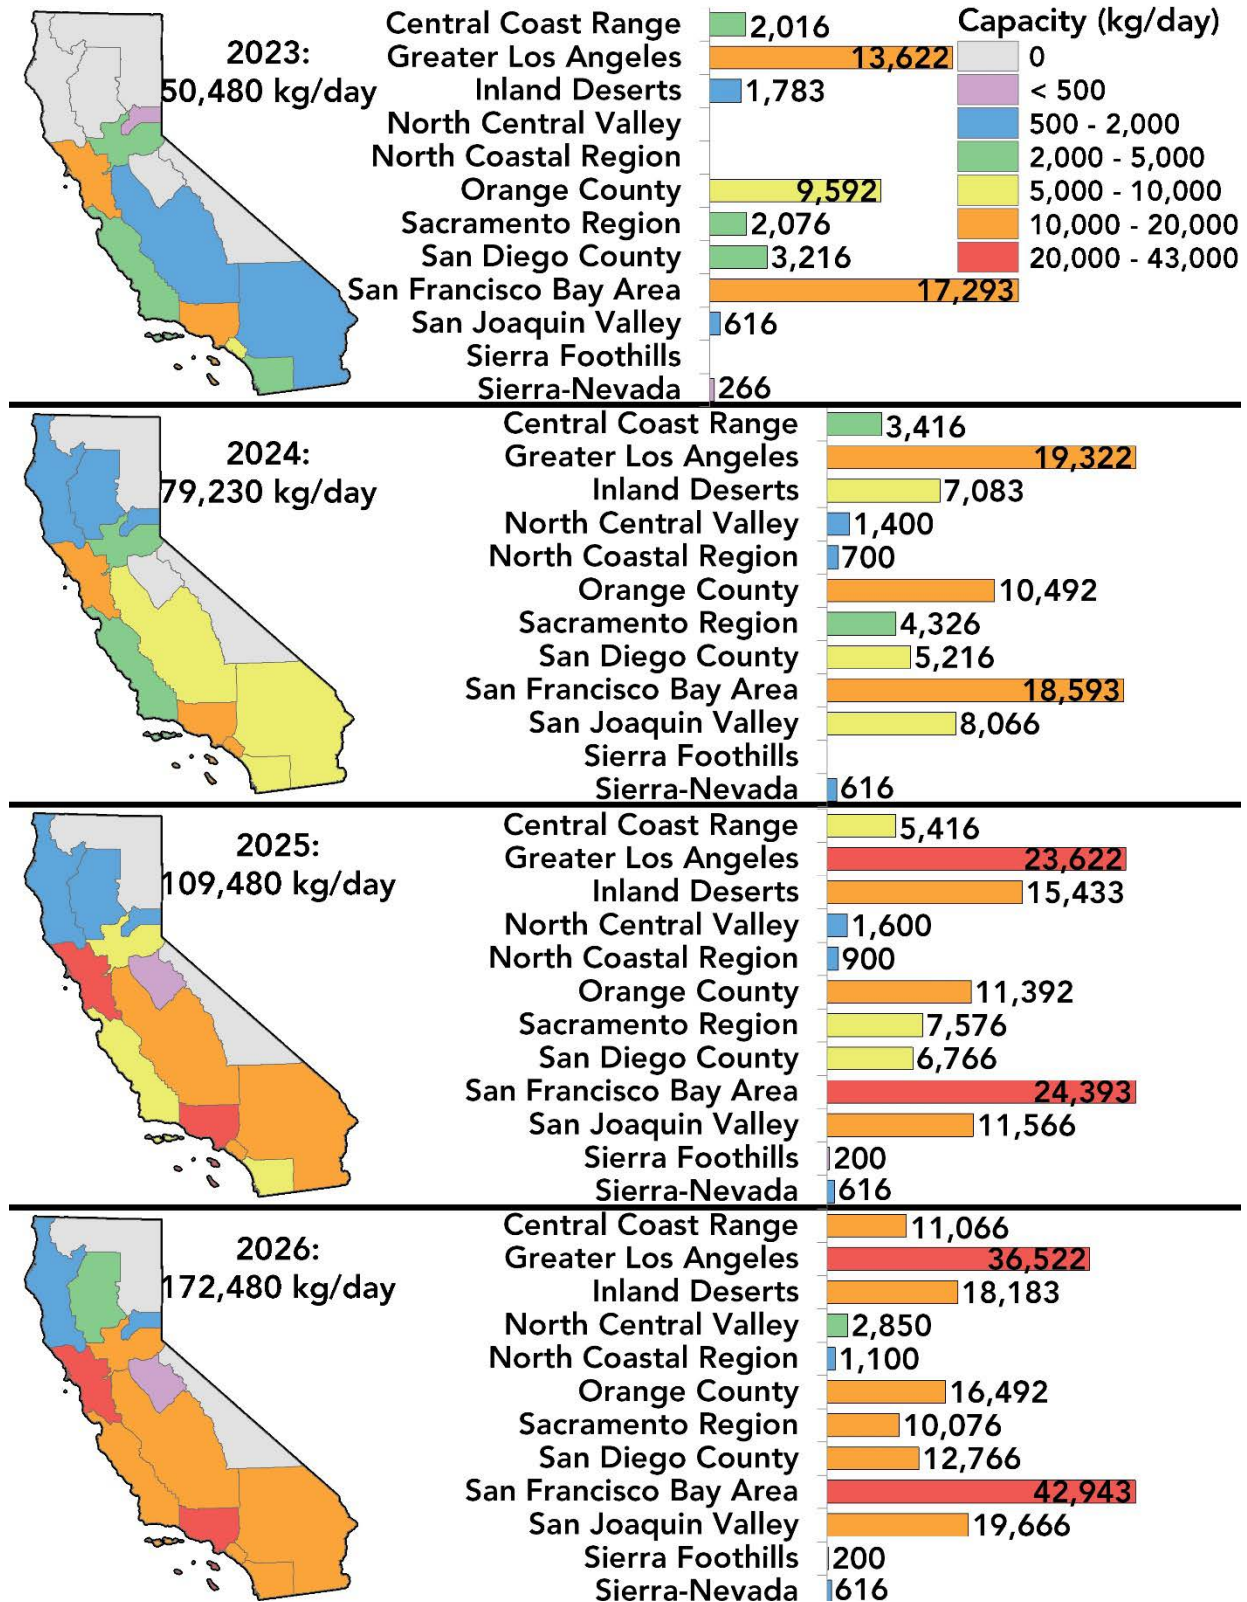 2023:
50,480 kg/day
Central Coast Range 2,016
Greater Los Angeles 13,622
Inland Deserts 1,783
North Central Valley
North Coastal Region
Orange County 9,592
Sacramento Region 2,076
San Diego County 3,216
San Francisco Bay Area 17,293
San Joaquin Valley 616
Sierra Foothills
Sierra-Nevada 266
Capacity (kg/day)
0
< 500
500 - 2,000
2,000 - 5,000
5,000 - 10,000
10,000 - 20,000
20,000 - 43,000
2024:
79,230 kg/day
Central Coast Range 3,416
Greater Los Angeles 19,322
Inland Deserts 7,083
North Central Valley 1,400
North Coastal Region 700
Orange County 10,492
Sacramento Region 4,326
San Diego County 5,216
San Francisco Bay Area 18,593
San Joaquin Valley 8,066
Sierra Foothills
Sierra-Nevada 616
2025:
109,480 kg/day
Central Coast Range 5,416
Greater Los Angeles 23,622
Inland Deserts 15,433
North Central Valley 1,600
North Coastal Region 900
Orange County 11,392
Sacramento Region 7,576
San Diego County 6,766
San Francisco Bay Area 24,393
San Joaquin Valley 11,566
Sierra Foothills 200
Sierra-Nevada 616
2026:
172,480 kg/day
Central Coast Range 11,066
Greater Los Angeles 36,522
Inland Deserts 18,183
North Central Valley 2,850
North Coastal Region 1,100
Orange County 16,492
Sacramento Region 10,076
San Diego County 12,766
San Francisco Bay Area 42,943
San Joaquin Valley 19,666
Sierra Foothills 200
Sierra-Nevada 616